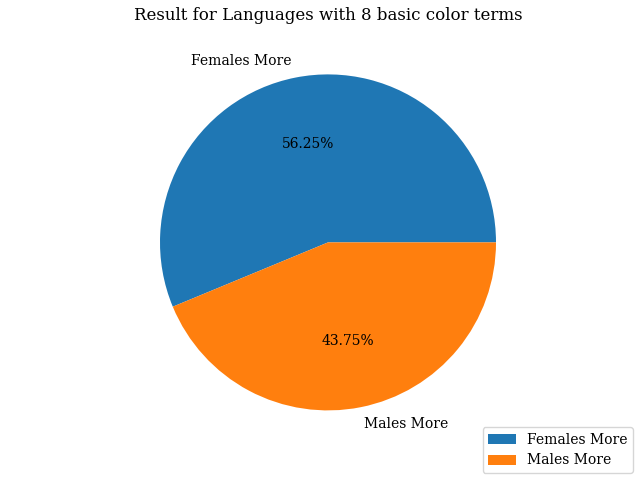 Result for Languages with 8 basic color terms
Females More
56.25%
43.75%
Males More
Females More
Males More